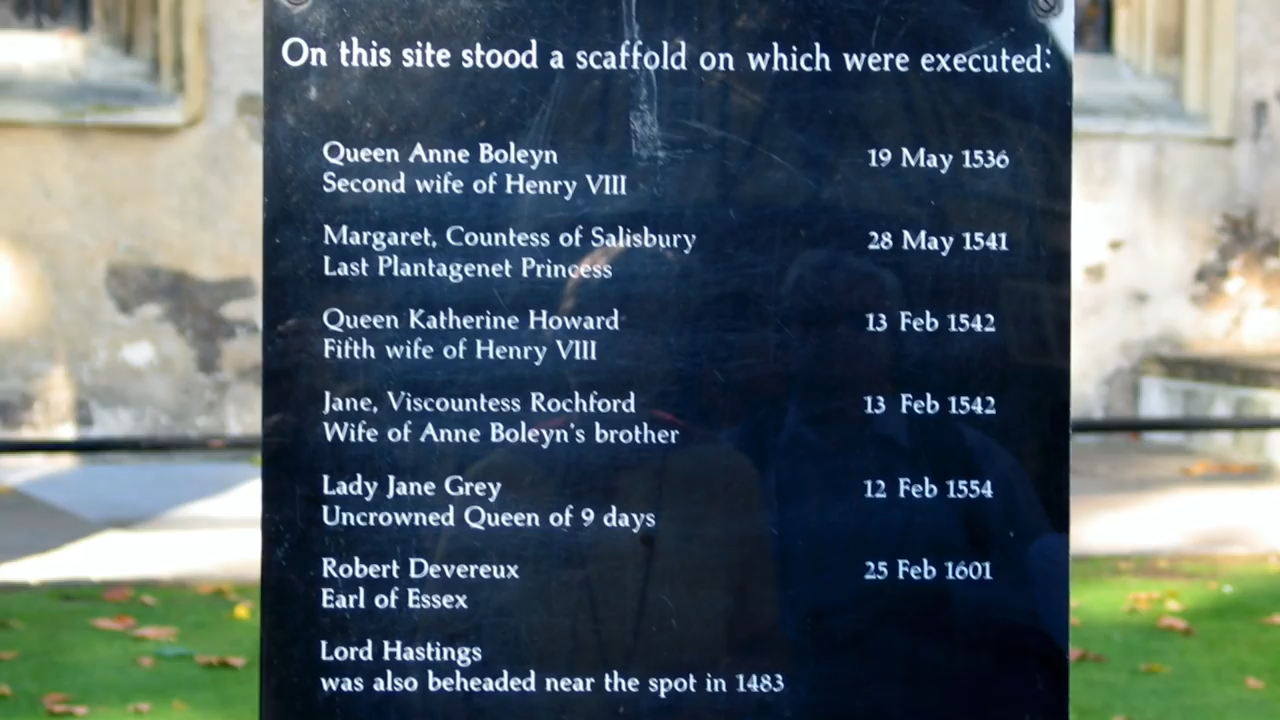 On this site stood a scaffold on which were executed:
Queen Anne Boleyn 19 May 1536
Second wife of Henry VIII
Margaret, Countess of Salisbury 28 May 1541
Last Plantagenet Princess
Queen Katherine Howard 13 Feb 1542
Fifth wife of Henry VIII
Jane, Viscountess Rochford 13 Feb 1542
Wife of Anne Boleyn's brother
Lady Jane Grey 12 Feb 1554
Uncrowned Queen of 9 days
Robert Devereux 25 Feb 1601
Earl of Essex
Lord Hastings
was also beheaded near the spot in 1483